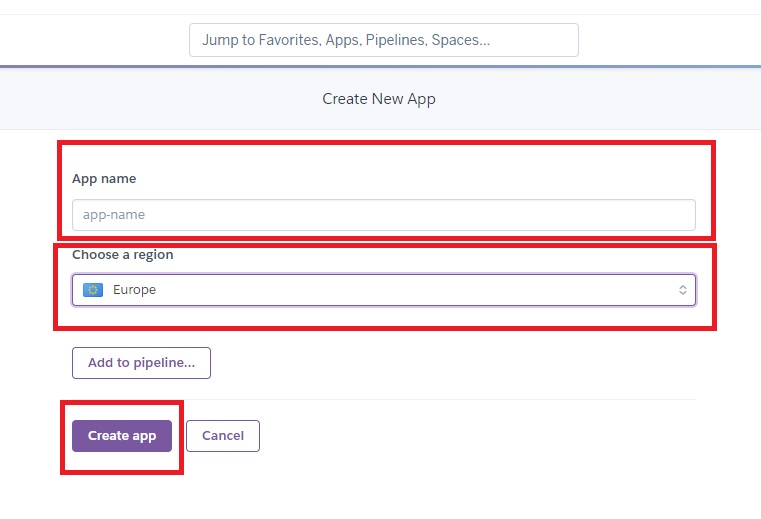 Jump to Favorites, Apps, Pipelines, Spaces...
Create New App
App name
app-name
Choose a region
Europe
Add to pipeline...
Create app
Cancel